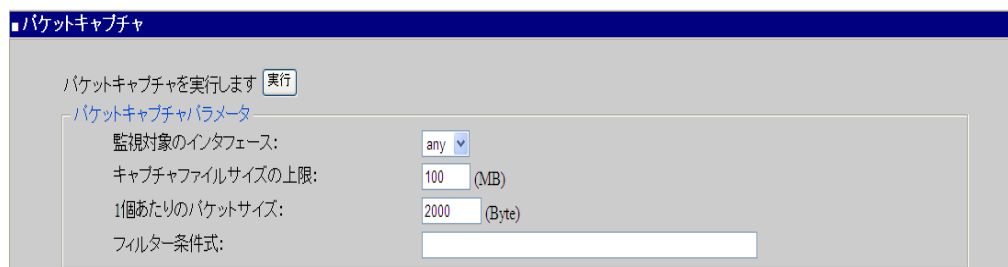 ■パケットキャプチャ
パケットキャプチャを実行します 実行
パケットキャプチャパラメータ
監視対象のインタフェース: any
キャプチャファイルサイズの上限: 100 (MB)
1個あたりのパケットサイズ: 2000 (Byte)
フィルター条件式: